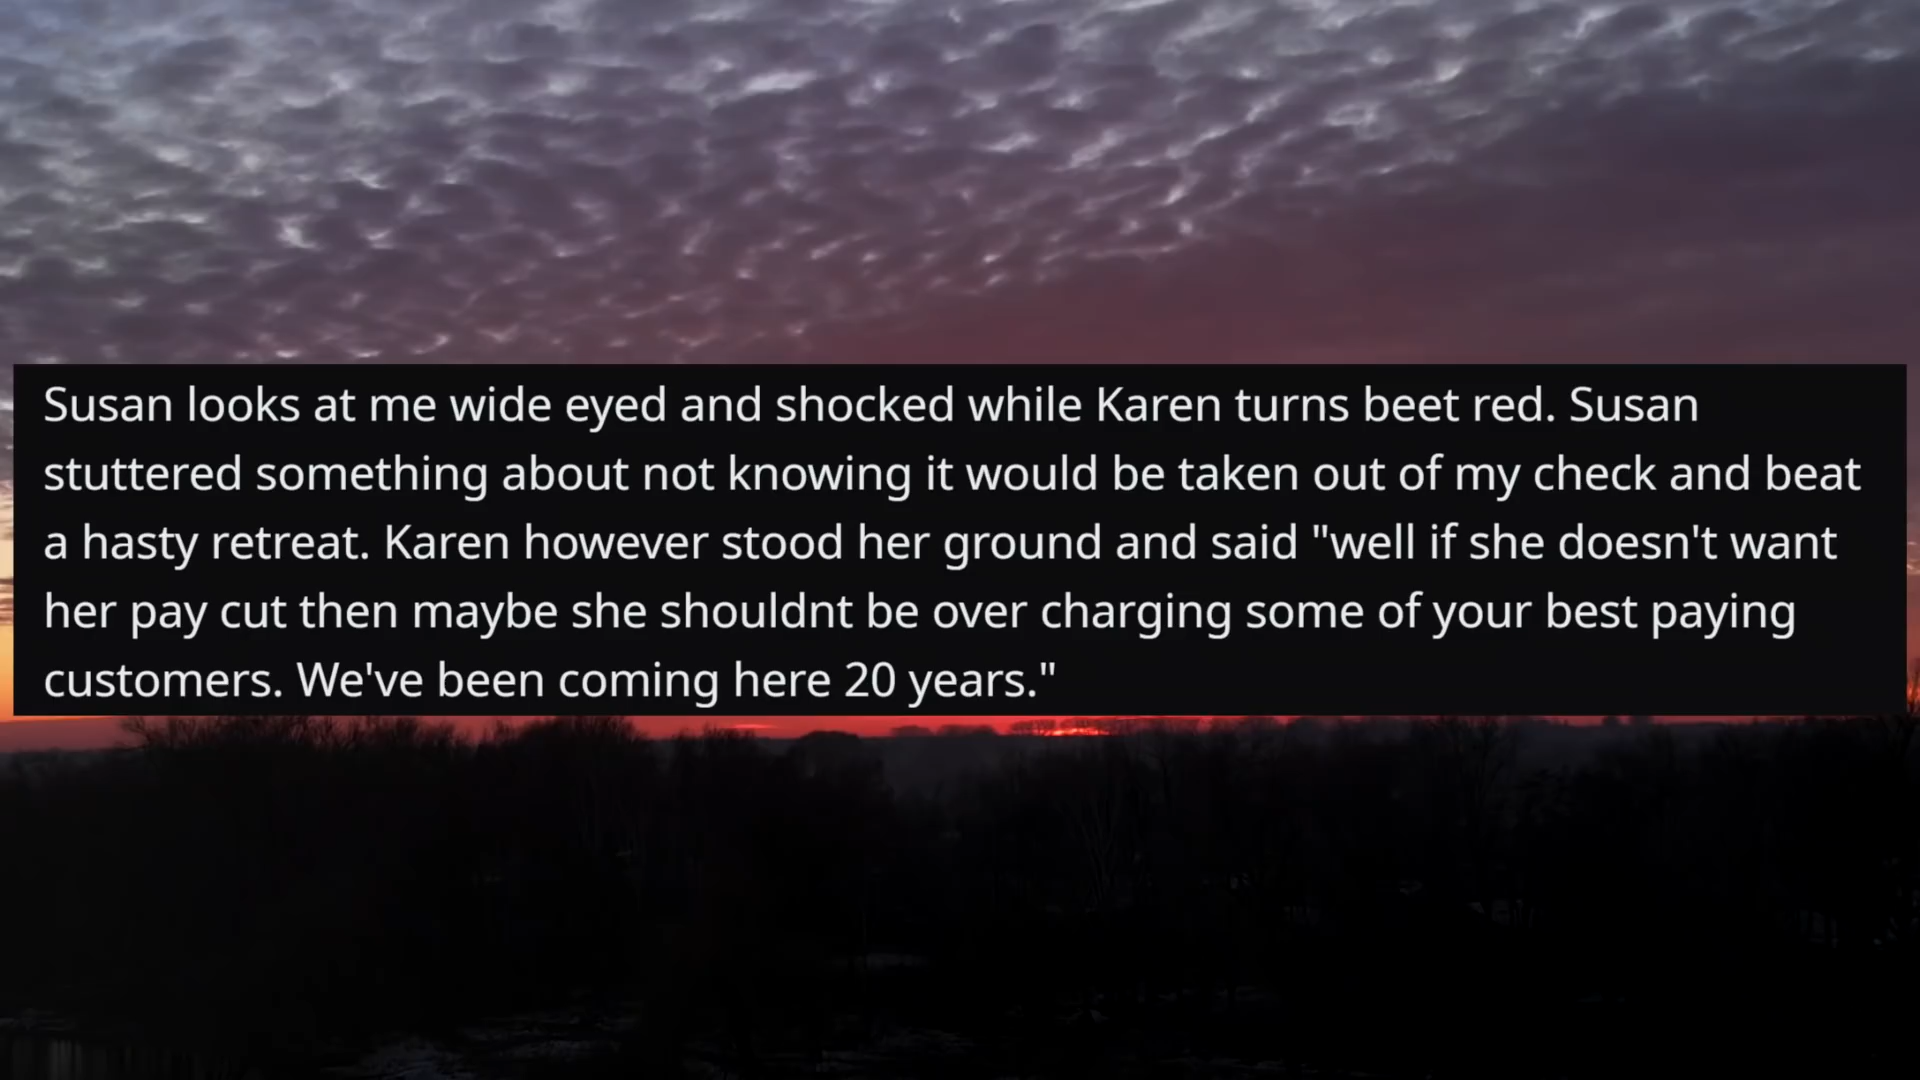 Susan looks at me wide eyed and shocked while Karen turns beet red. Susan
stuttered something about not knowing it would be taken out of my check and beat
a hasty retreat. Karen however stood her ground and said "well if she doesn't want
her pay cut then maybe she shouldnt be over charging some of your best paying
customers. We've been coming here 20 years."